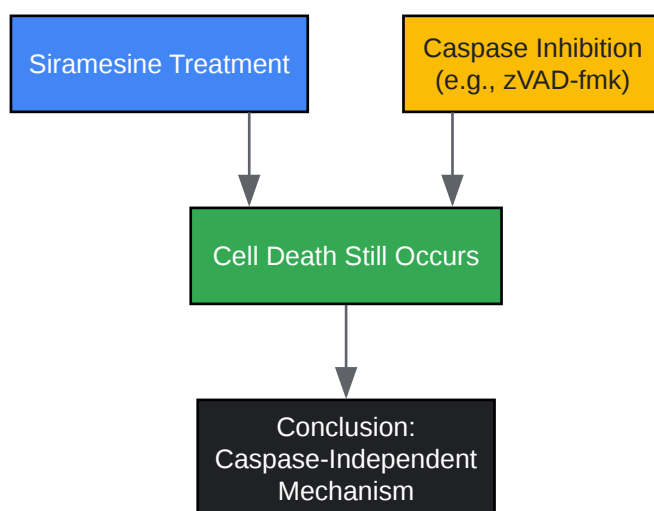 Siramesine Treatment
Caspase Inhibition
(e.g., zVAD-fmk)
Cell Death Still Occurs
Conclusion:
Caspase-Independent
Mechanism